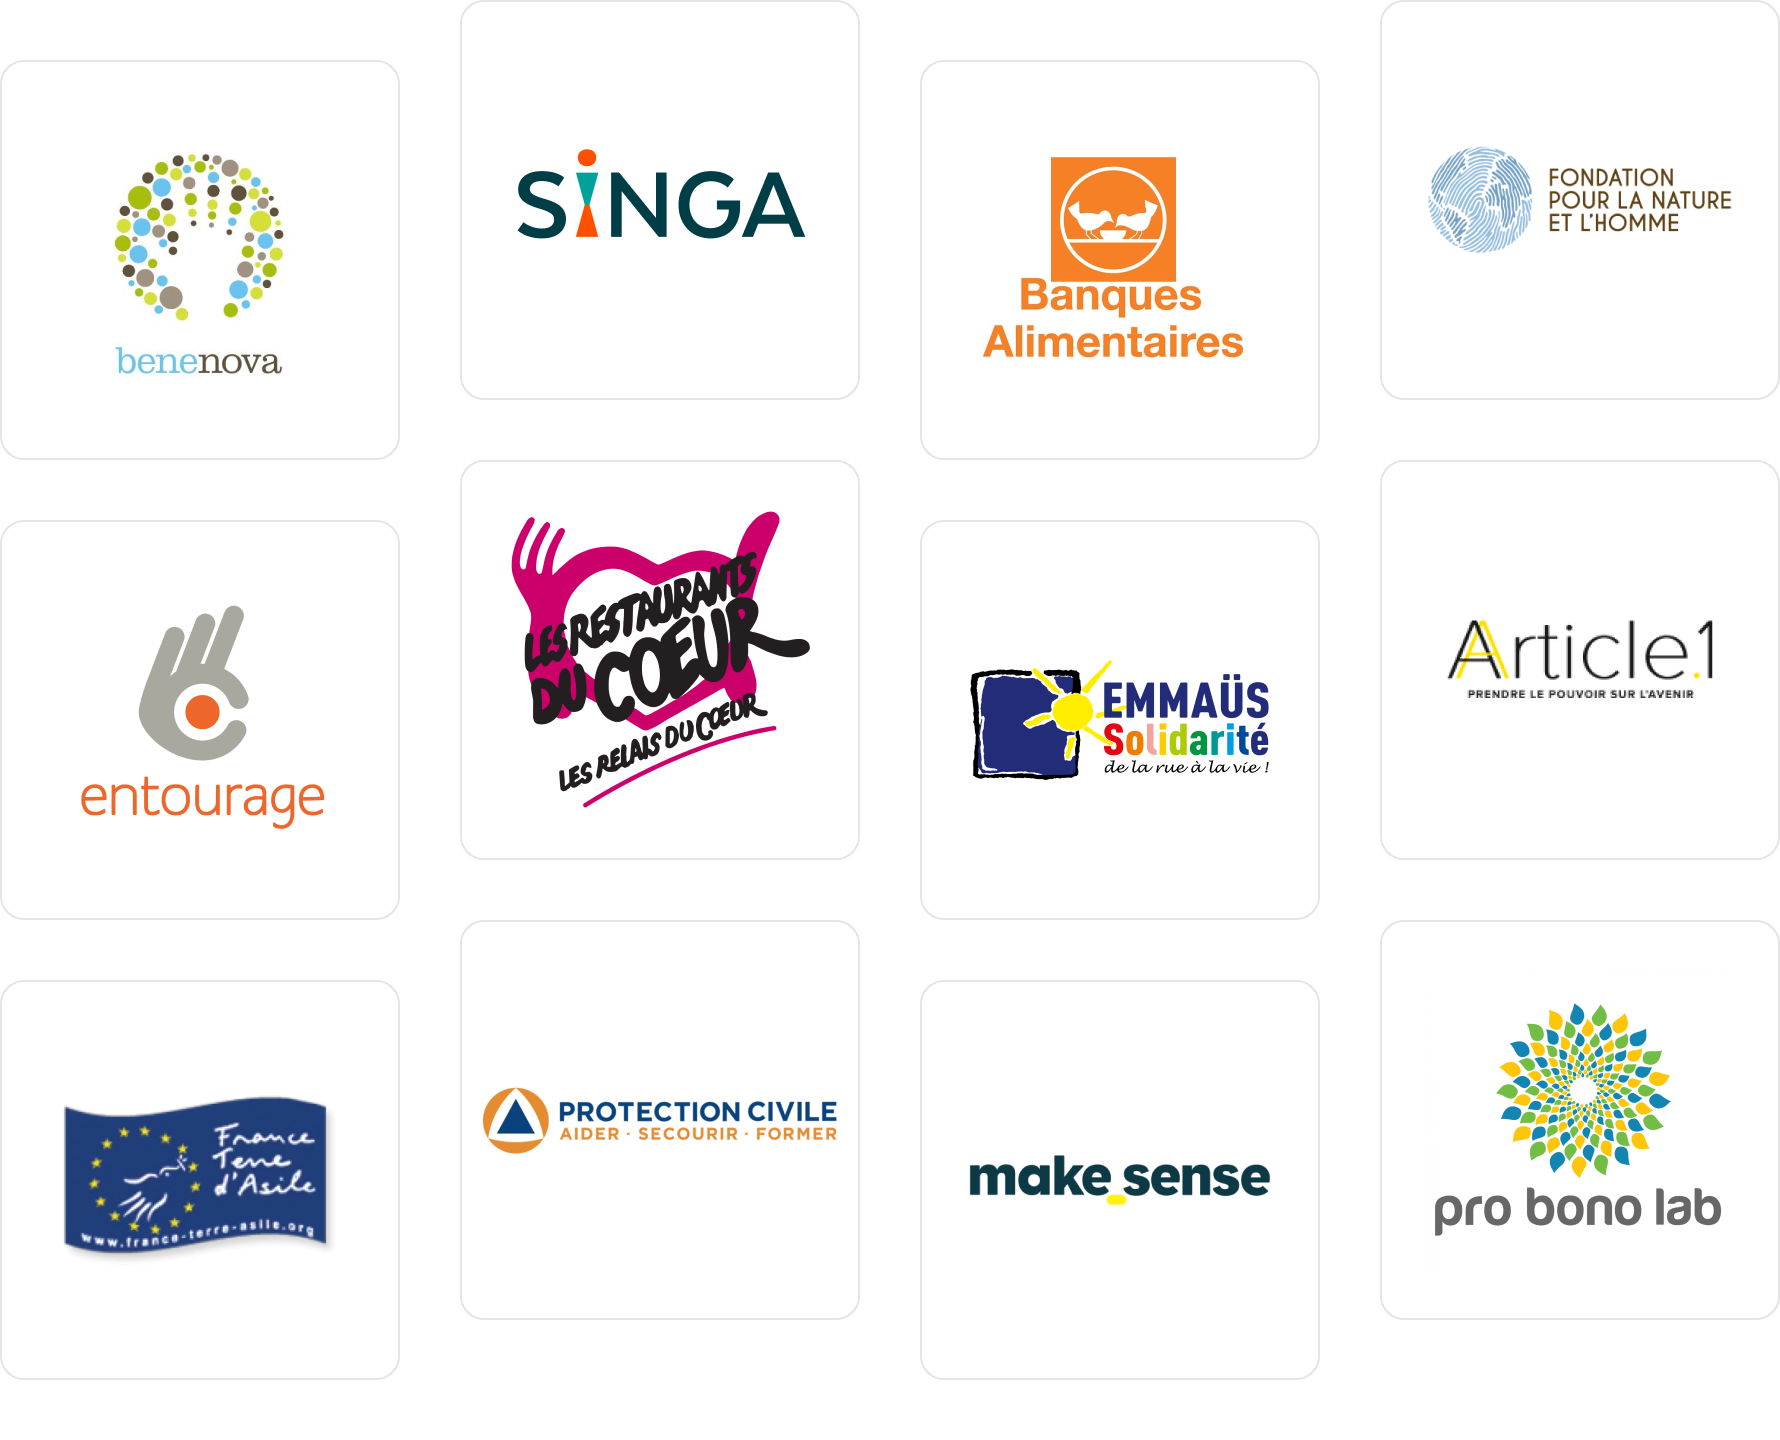 benenova
SiNGA
Banques
Alimentaires
FONDATION
POUR LA NATURE
ET L'HOMME
entourage
LES RESTAURANTS
DU COEUR
LES RELAIS DU CŒUR
EMMAÜS
Solidarité
de la rue à la vie !
Article.1
PRENDRE LE POUVOIR SUR L'AVENIR
France
Terre
d'Asile
www.france-terre-asile.org
PROTECTION CIVILE
AIDER · SECOURIR · FORMER
make_sense
pro bono lab